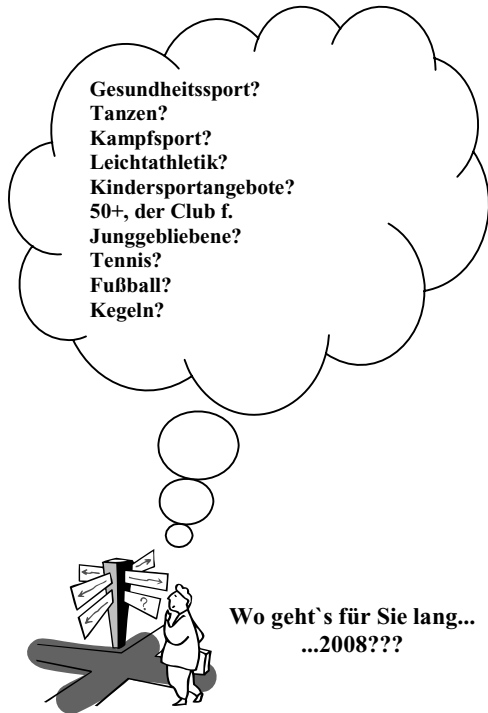 Gesundheitssport?
Tanzen?
Kampfsport?
Leichtathletik?
Kindersportangebote?
50+, der Club f.
Junggebliebene?
Tennis?
Fußball?
Kegeln?
?
Wo geht`s für Sie lang...
...2008???